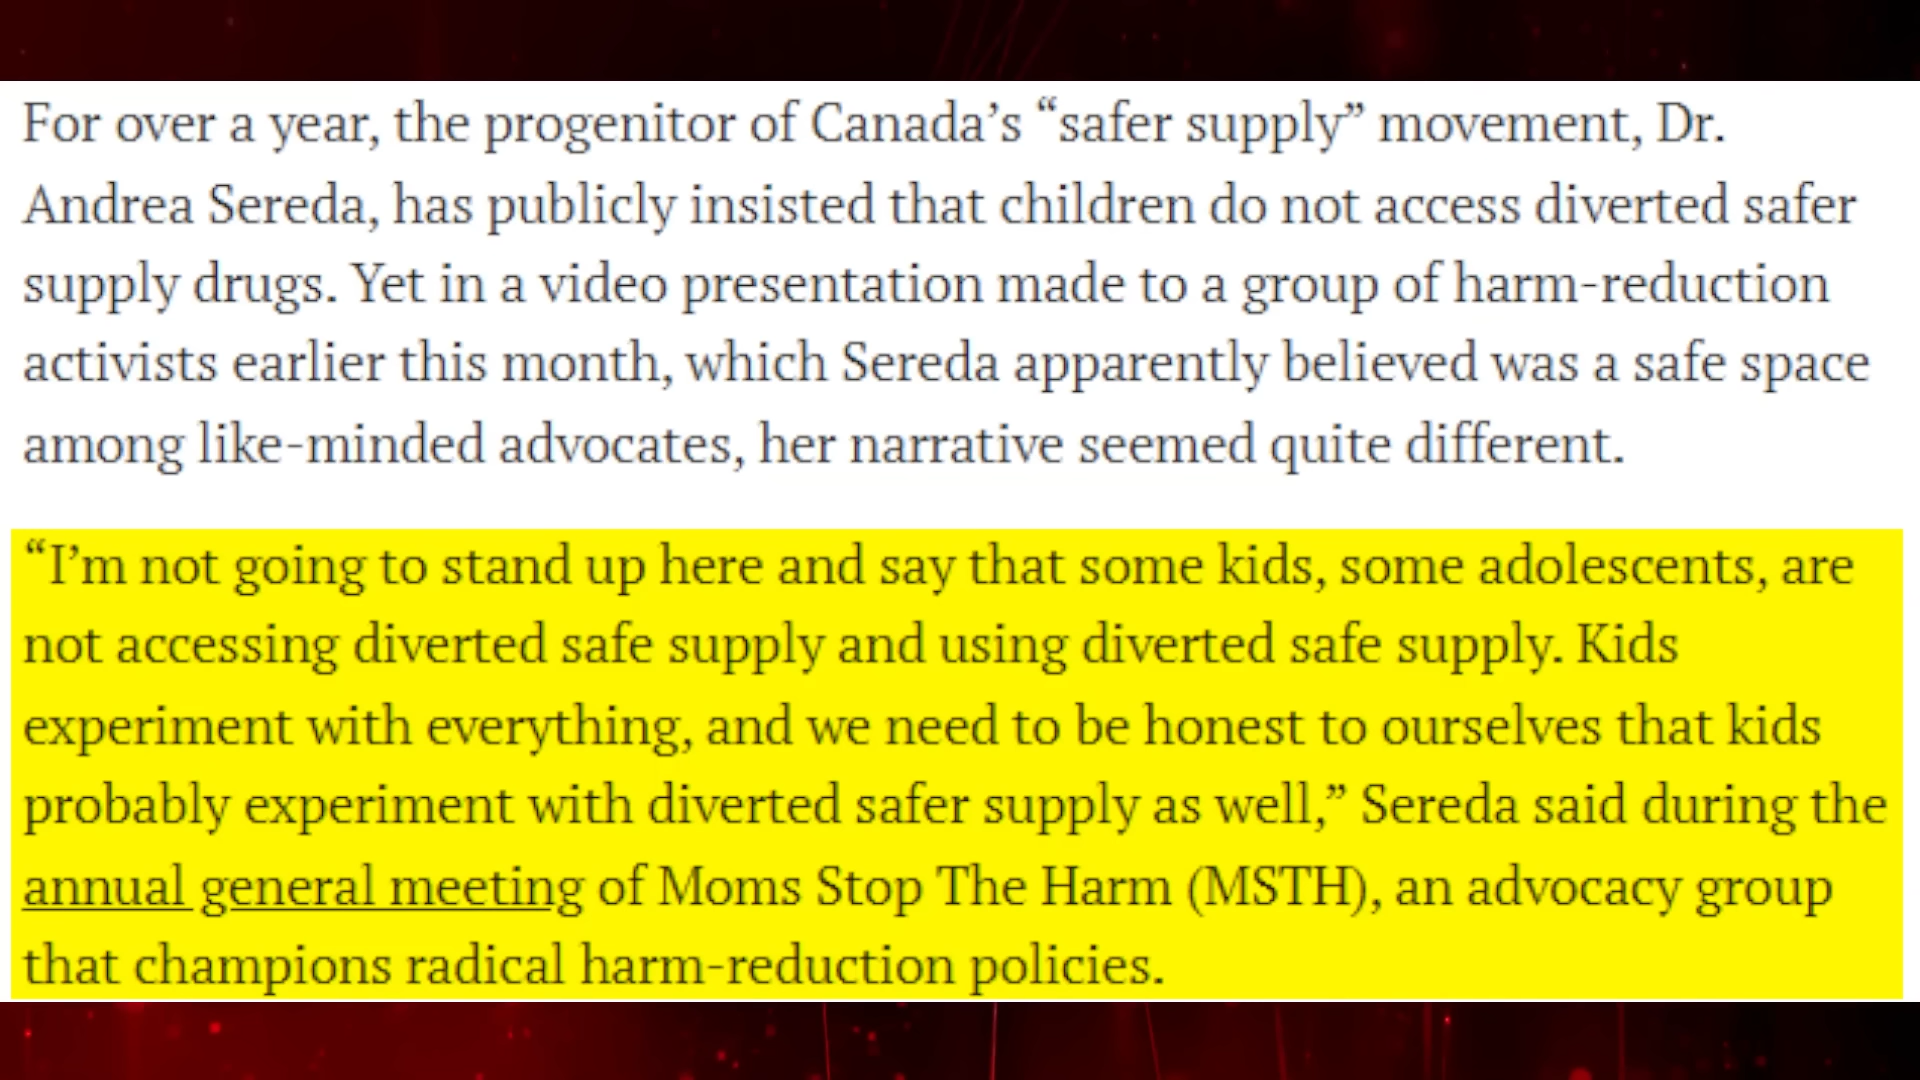 For over a year, the progenitor of Canada’s “safer supply” movement, Dr.
Andrea Sereda, has publicly insisted that children do not access diverted safer
supply drugs. Yet in a video presentation made to a group of harm-reduction
activists earlier this month, which Sereda apparently believed was a safe space
among like-minded advocates, her narrative seemed quite different.
“I’m not going to stand up here and say that some kids, some adolescents, are
not accessing diverted safe supply and using diverted safe supply. Kids
experiment with everything, and we need to be honest to ourselves that kids
probably experiment with diverted safer supply as well,” Sereda said during the
annual general meeting of Moms Stop The Harm (MSTH), an advocacy group
that champions radical harm-reduction policies.